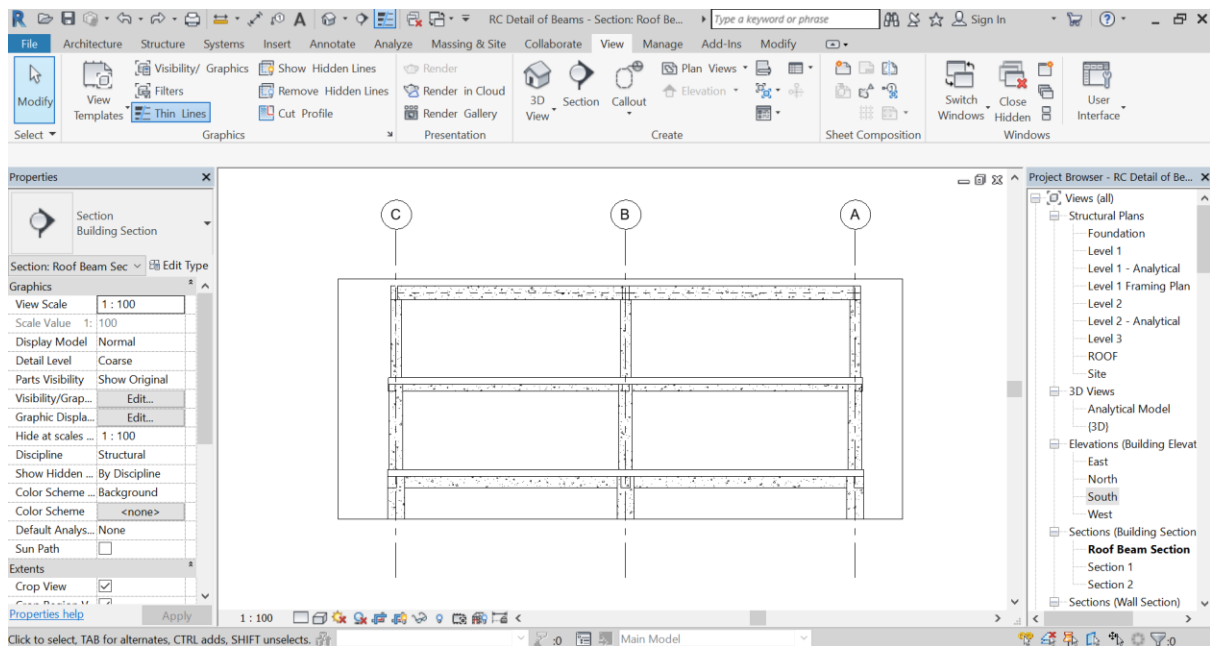 R A RC Detail of Beams - Section: Roof Be... Type a keyword or phrase Sign In
File Architecture Structure Systems Insert Annotate Analyze Massing & Site Collaborate View Manage Add-Ins Modify
Modify
Select
View
Templates
Visibility/ Graphics
Filters
Thin Lines
Show Hidden Lines
Remove Hidden Lines
Cut Profile
Graphics
Render
Render in Cloud
Render Gallery
Presentation
3D
View
Section
Callout
Plan Views
Elevation
Create
Sheet Composition
Switch
Windows
Close
Hidden
Windows
User
Interface
Properties
Section
Building Section
Section: Roof Beam Sec Edit Type
Graphics
View Scale 1 : 100
Scale Value 1: 100
Display Model Normal
Detail Level Coarse
Parts Visibility Show Original
Visibility/Grap... Edit...
Graphic Displa... Edit...
Hide at scales ... 1 : 100
Discipline Structural
Show Hidden ... By Discipline
Color Scheme ... Background
Color Scheme <none>
Default Analys... None
Sun Path
Extents
Crop View
Properties help Apply
C B A
1 : 100
Project Browser - RC Detail of Be...
Views (all)
Structural Plans
Foundation
Level 1
Level 1 - Analytical
Level 1 Framing Plan
Level 2
Level 2 - Analytical
Level 3
ROOF
Site
3D Views
Analytical Model
{3D}
Elevations (Building Elevat
East
North
South
West
Sections (Building Section
Roof Beam Section
Section 1
Section 2
Sections (Wall Section)
Click to select, TAB for alternates, CTRL adds, SHIFT unselects. :0 Main Model :0